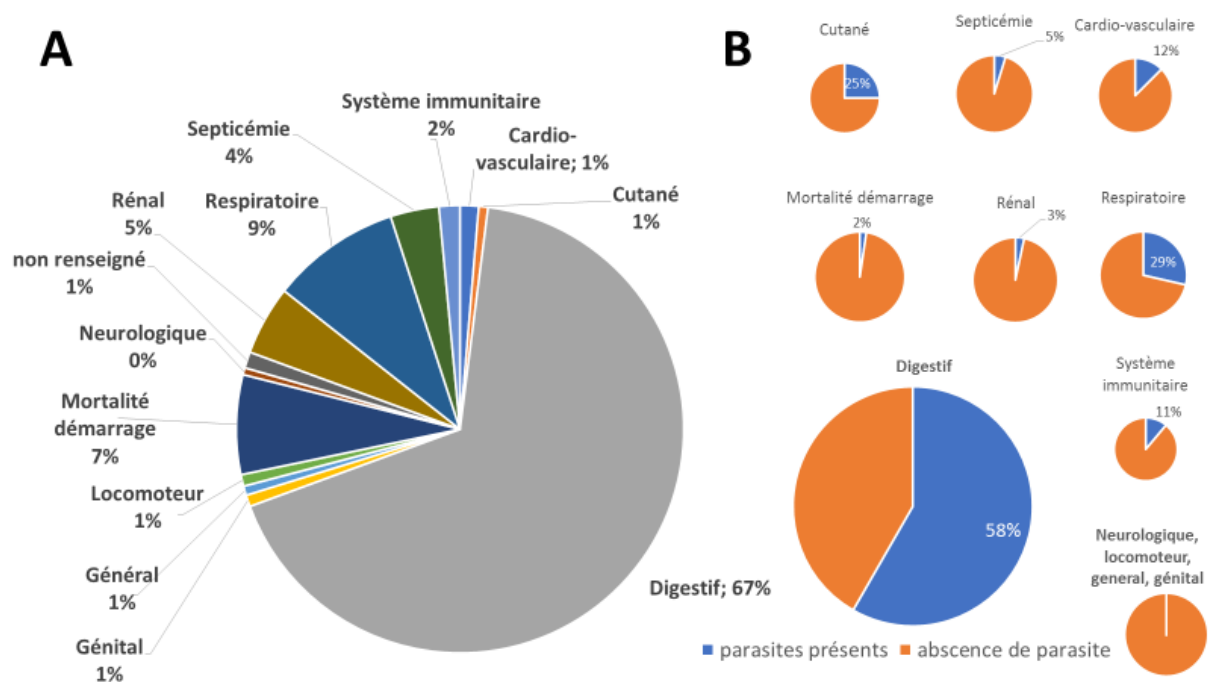 A
Système immunitaire
2%
Cardio-
vasculaire; 1%
Septicémie
4%
Cutané
1%
Rénal
5%
Respiratoire
9%
non renseigné
1%
Neurologique
0%
Mortalité
démarrage
7%
Locomoteur
1%
Général
1%
Génital
1%
Digestif; 67%
B
Cutané
25%
Septicémie
5%
Cardio-vasculaire
12%
Mortalité démarrage
2%
Rénal
3%
Respiratoire
29%
Digestif
58%
Système
immunitaire
11%
Neurologique,
locomoteur,
general, génital
parasites présents
abscence de parasite